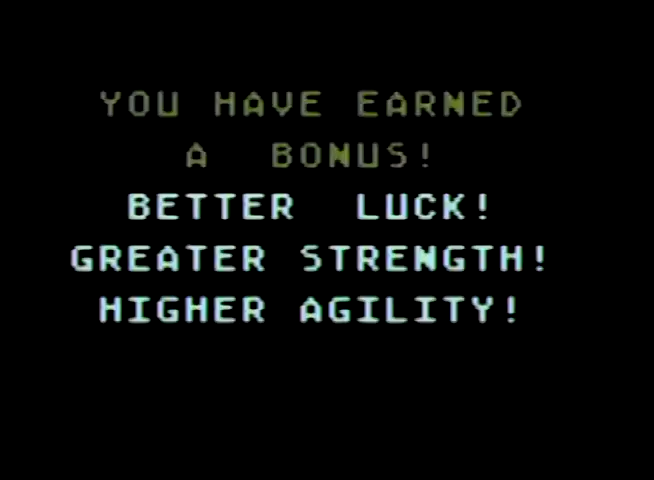 YOU HAVE EARNED
A BONUS!
BETTER LUCK!
GREATER STRENGTH!
HIGHER AGILITY!